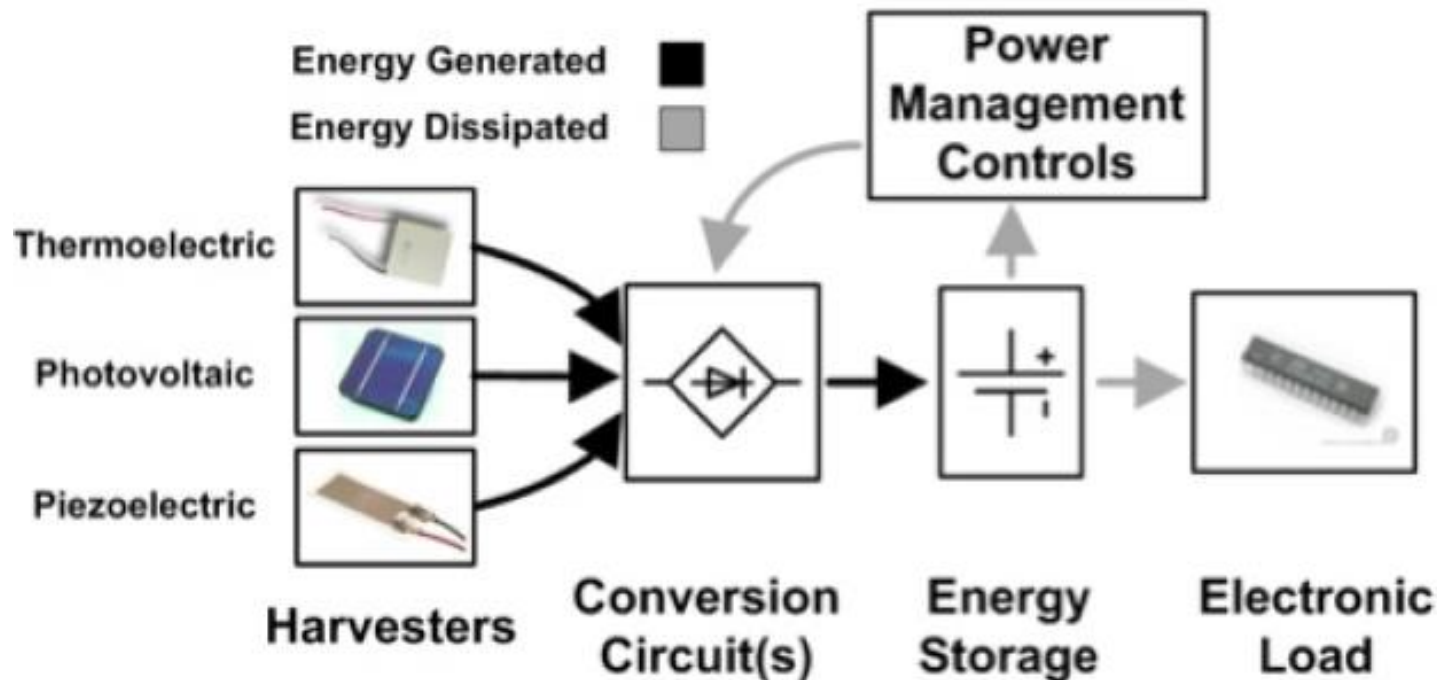 Energy Generated
Energy Dissipated
Power
Management
Controls
Thermoelectric
Photovoltaic
Piezoelectric
+
-
Harvesters
Conversion
Circuit(s)
Energy
Storage
Electronic
Load